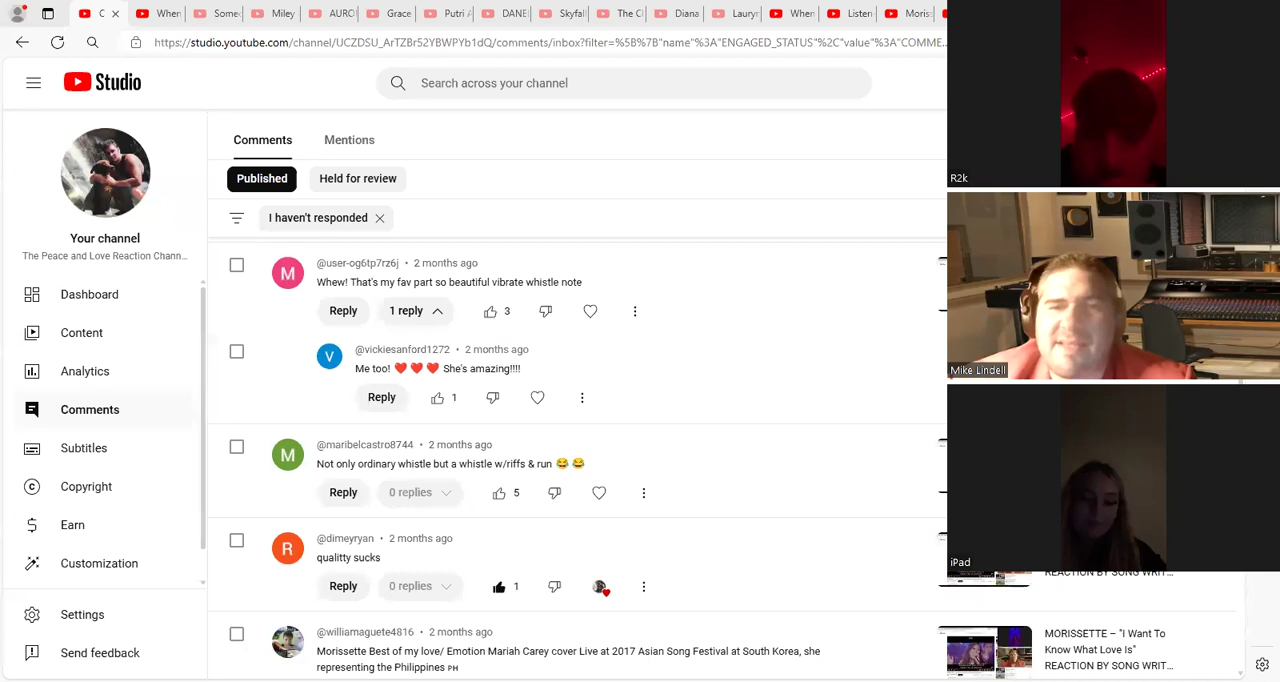 C
When
Some
Miley
AURO
Grace
Putri A
DANE
Skyfal
The Cl
Diana
Lauryn
When
Listen
Moris
https://studio.youtube.com/channel/UCZDSU_ArTZBr52YBWPYb1dQ/comments/inbox?filter=%5B%7B"name"%3A"ENGAGED_STATUS"%2C"value"%3A"COMME...
Studio
Search across your channel
Comments
Mentions
Published
Held for review
I haven't responded
Your channel
The Peace and Love Reaction Chann...
Dashboard
Content
Analytics
Comments
Subtitles
Copyright
Earn
Customization
Settings
Send feedback
M
@user-og6tp7rz6j • 2 months ago
Whew! That's my fav part so beautiful vibrate whistle note
Reply
1 reply
3
V
@vickiesanford1272 • 2 months ago
Me too! ❤️ ❤️ ❤️ She's amazing!!!!
Reply
1
M
@maribelcastro8744 • 2 months ago
Not only ordinary whistle but a whistle w/riffs & run 😂 😂
Reply
0 replies
5
R
@dimeyryan • 2 months ago
qualitty sucks
Reply
0 replies
1
@williamaguete4816 • 2 months ago
Morissette Best of my love/ Emotion Mariah Carey cover Live at 2017 Asian Song Festival at South Korea, she
representing the Philippines PH
R2k
Mike Lindell
iPad
REACTION BY SONG WRIT...
MORISSETTE – "I Want To
Know What Love Is"
REACTION BY SONG WRIT...